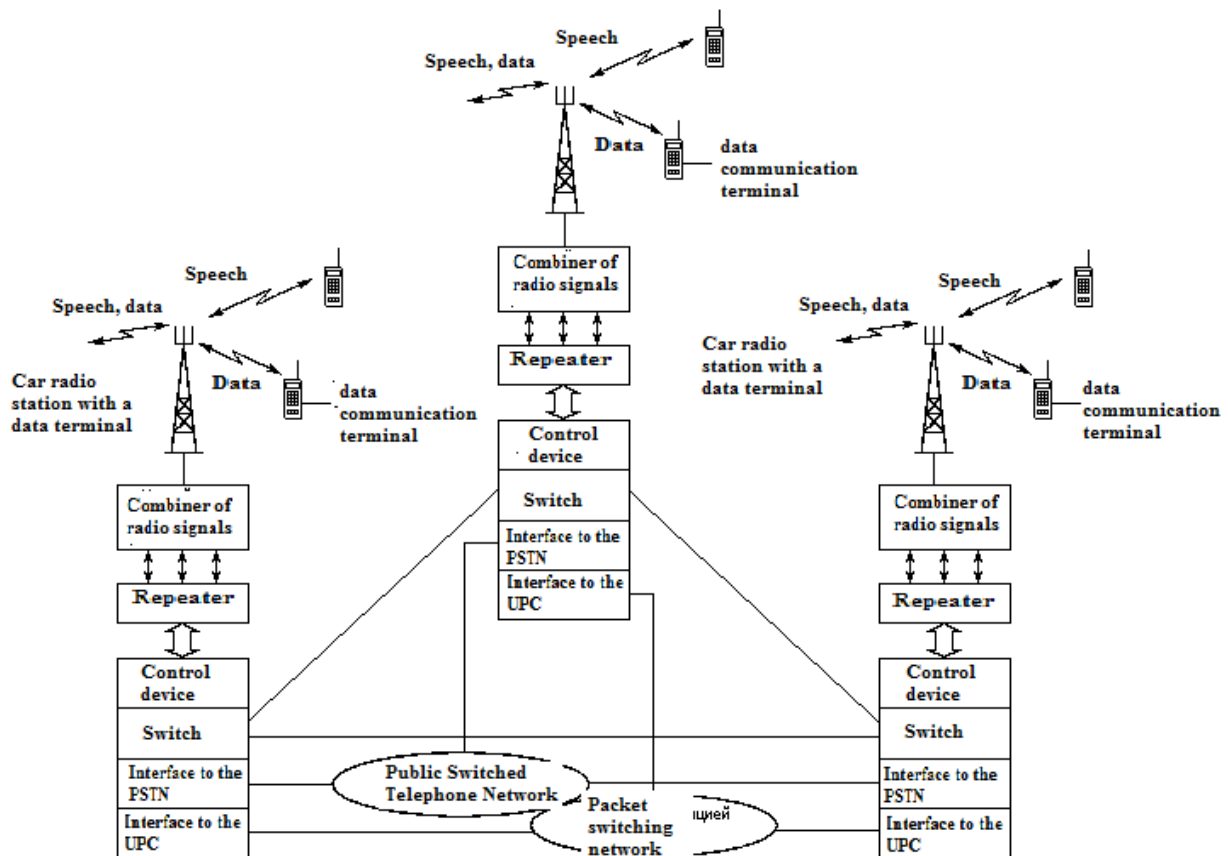 Speech
Speech, data
Data
data
communication
terminal
Combiner of
radio signals
Repeater
Control
device
Switch
Interface to the
PSTN
Interface to the
UPC
Speech
Speech, data
Data
Car radio
station with a
data terminal
data
communication
terminal
Combiner of
radio signals
Repeater
Control
device
Switch
Interface to the
PSTN
Interface to the
UPC
Speech
Speech, data
Car radio
station with a
data terminal
Data
data
communication
terminal
Combiner of
radio signals
Repeater
Control
device
Switch
Interface to the
PSTN
Interface to the
UPC
Public Switched
Telephone Network
Packet
switching
network
цией